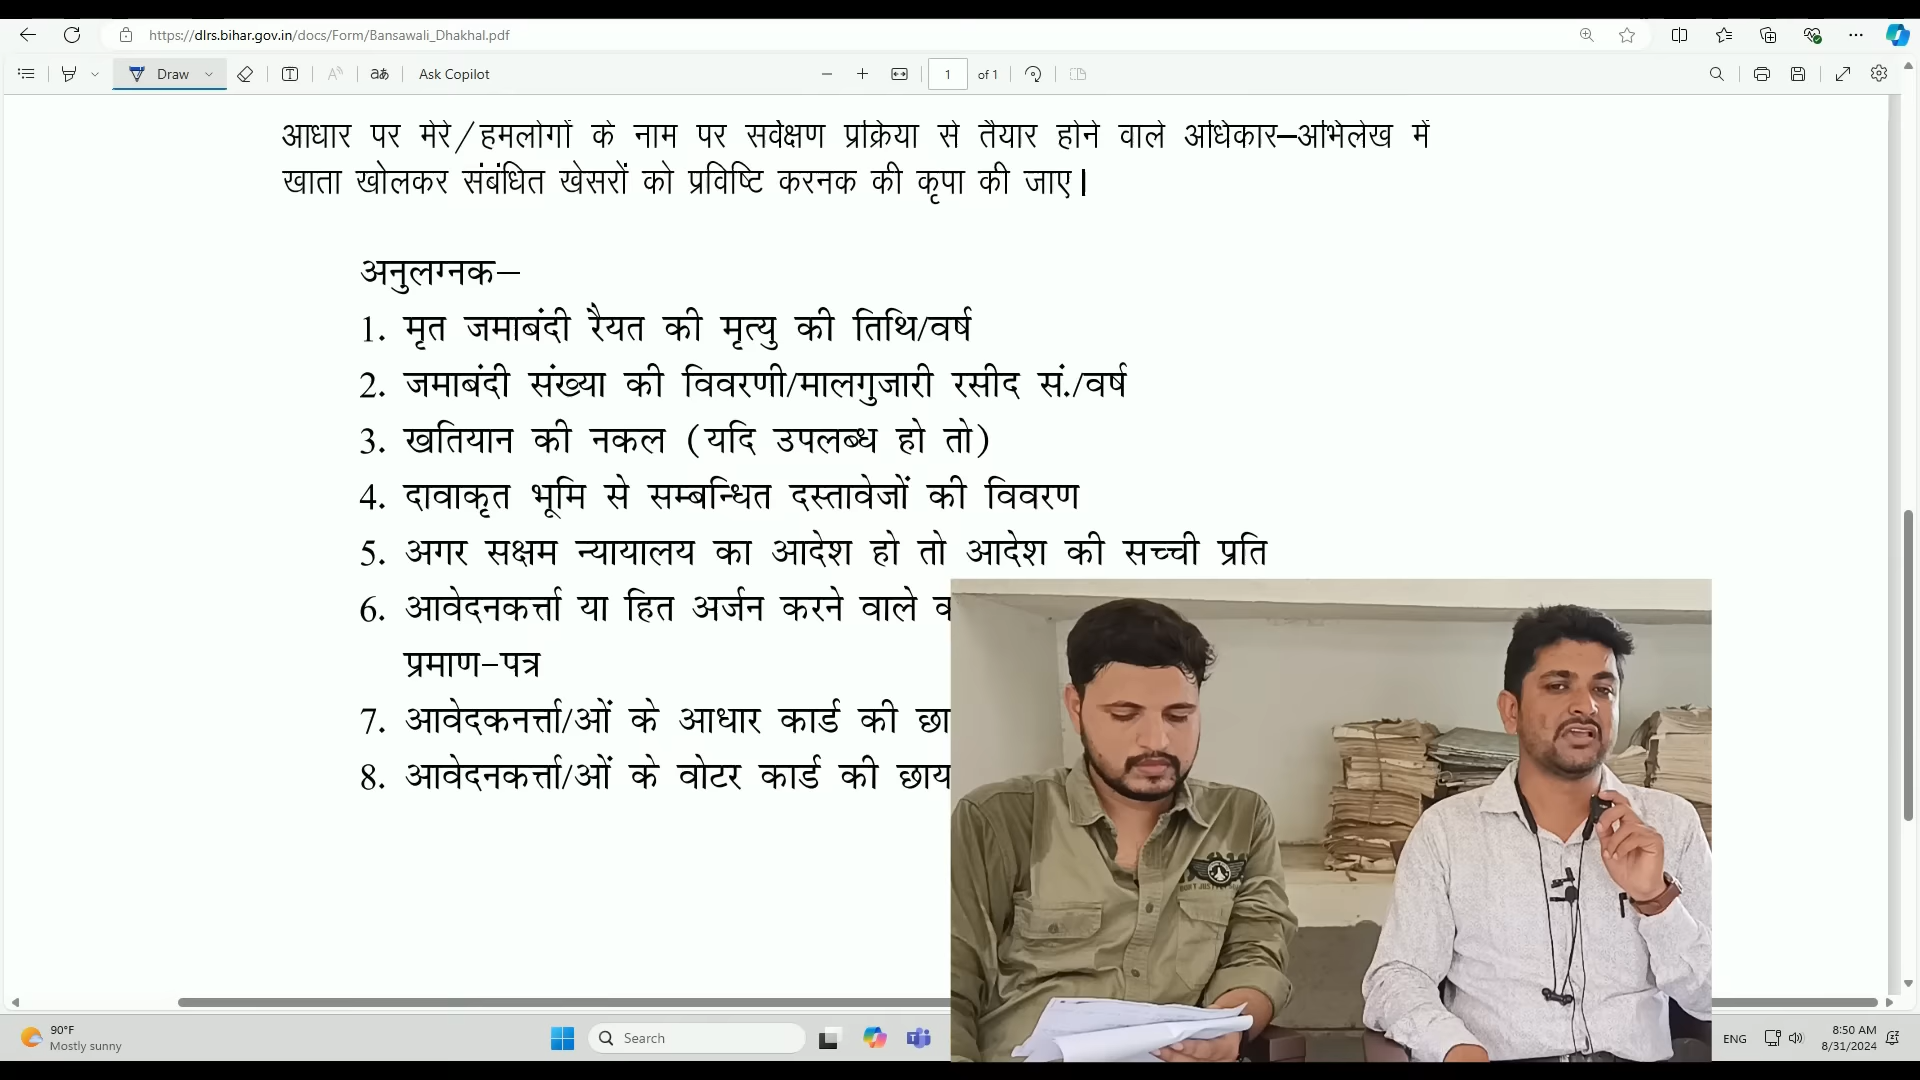 https://dlrs.bihar.gov.in/docs/Form/Bansawali_Dhakhal.pdf
Draw
Ask Copilot
1 of 1
आधार पर मेरे/हमलोगों के नाम पर सर्वेक्षण प्रक्रिया से तैयार होने वाले अधिकार–अभिलेख में
खाता खोलकर संबंधित खेसरों को प्रविष्टि करनक की कृपा की जाए।
अनुलग्नक–
1. मृत जमाबंदी रैयत की मृत्यु की तिथि/वर्ष
2. जमाबंदी संख्या की विवरणी/मालगुजारी रसीद सं./वर्ष
3. खतियान की नकल (यदि उपलब्ध हो तो)
4. दावाकृत भूमि से सम्बन्धित दस्तावेजों की विवरण
5. अगर सक्षम न्यायालय का आदेश हो तो आदेश की सच्ची प्रति
6. आवेदनकर्त्ता या हित अर्जन करने वाले
प्रमाण-पत्र
7. आवेदकनर्त्ता/ओं के आधार कार्ड की
8. आवेदनकर्त्ता/ओं के वोटर कार्ड की
90°F
Mostly sunny
Search
ENG
8:50 AM
8/31/2024